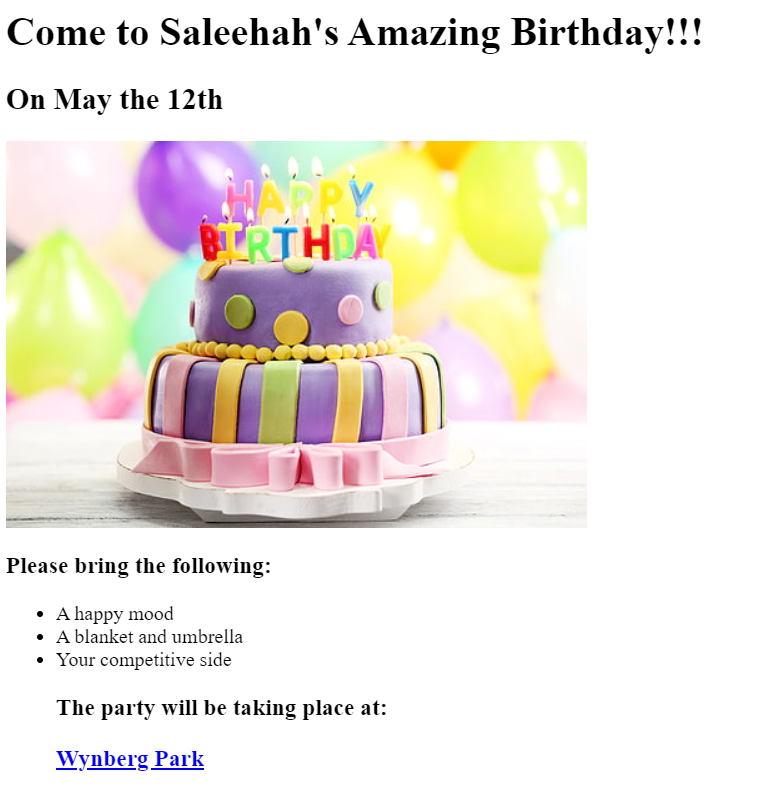 Come to Saleehah's Amazing Birthday!!!
On May the 12th
HAPPY
BIRTHDAY
Please bring the following:
A happy mood
A blanket and umbrella
Your competitive side
The party will be taking place at:
Wynberg Park